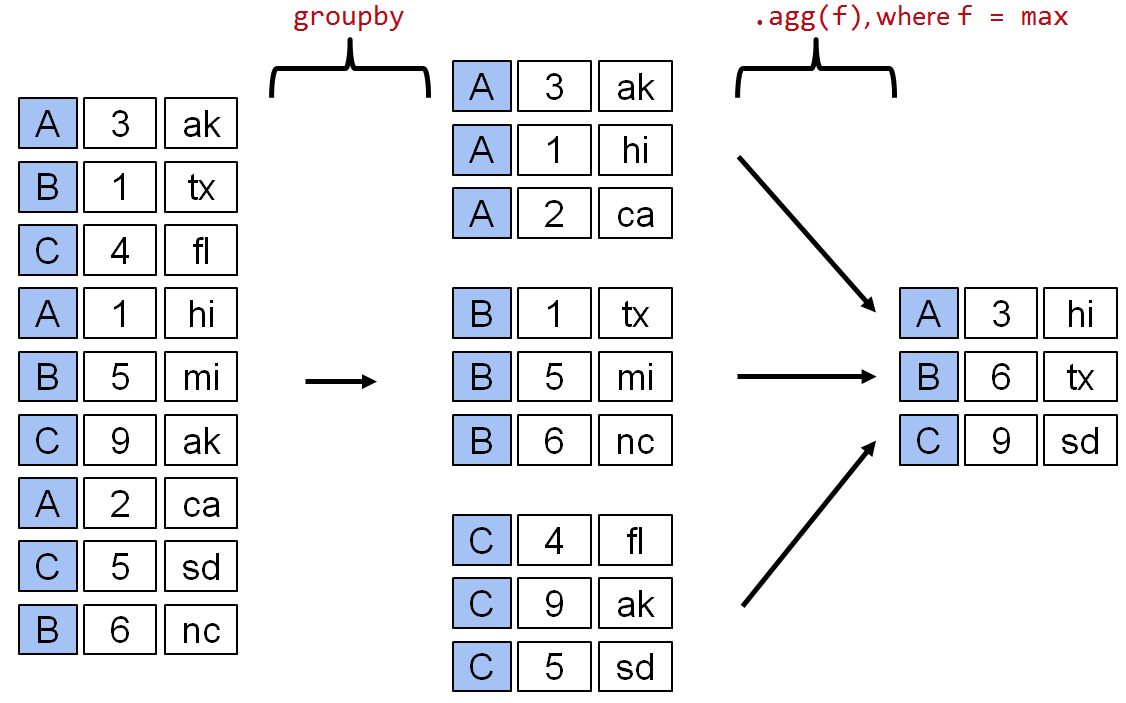 groupby
.agg(f), where f = max
A 3 ak
B 1 tx
C 4 fl
A 1 hi
B 5 mi
C 9 ak
A 2 ca
C 5 sd
B 6 nc
A 3 ak
A 1 hi
A 2 ca
B 1 tx
B 5 mi
B 6 nc
C 4 fl
C 9 ak
C 5 sd
A 3 hi
B 6 tx
C 9 sd